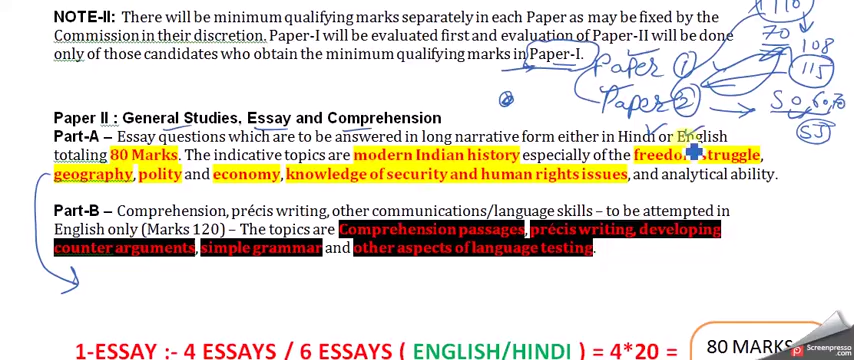 NOTE-II: There will be minimum qualifying marks separately in each Paper as may be fixed by the
Commission in their discretion. Paper-I will be evaluated first and evaluation of Paper-II will be done
only of those candidates who obtain the minimum qualifying marks in Paper-I.
110
70
108
115
Paper 1
Paper 2
50, 60, 70
55
Paper II : General Studies, Essay and Comprehension
Part-A – Essay questions which are to be answered in long narrative form either in Hindi or English
totaling 80 Marks. The indicative topics are modern Indian history especially of the freedom struggle,
geography, polity and economy, knowledge of security and human rights issues, and analytical ability.
Part-B – Comprehension, précis writing, other communications/language skills – to be attempted in
English only (Marks 120) – The topics are Comprehension passages, précis writing, developing
counter arguments, simple grammar and other aspects of language testing.
1-ESSAY :- 4 ESSAYS / 6 ESSAYS ( ENGLISH/HINDI ) = 4*20 =
80 MARKS
Screenpresso